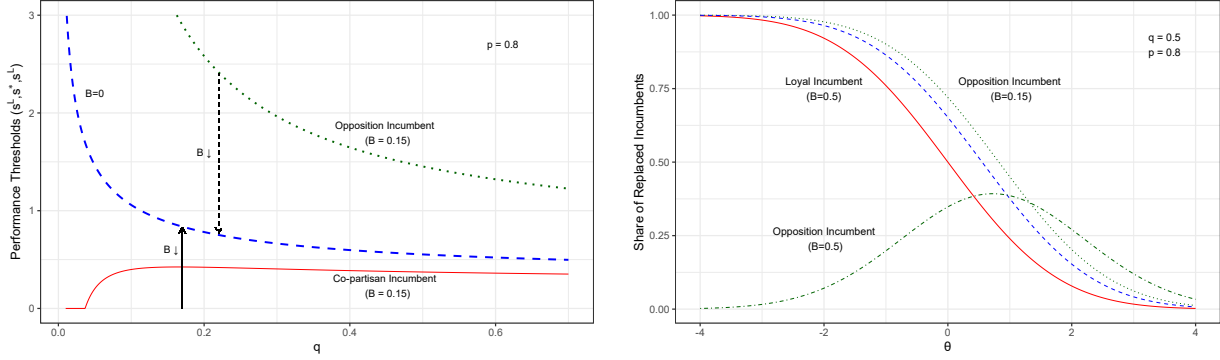 Performance Thresholds (s^L, s^*, s^L)
3
2
1
0
p = 0.8
B=0
Opposition Incumbent
(B = 0.15)
B ↓
B ↓
Co-partisan Incumbent
(B = 0.15)
0.0
0.2
0.4
0.6
q
Share of Replaced Incumbents
1.00
0.75
0.50
0.25
0.00
q = 0.5
p = 0.8
Loyal Incumbent
(B=0.5)
Opposition Incumbent
(B=0.15)
Opposition Incumbent
(B=0.5)
-4
-2
0
2
4
θ